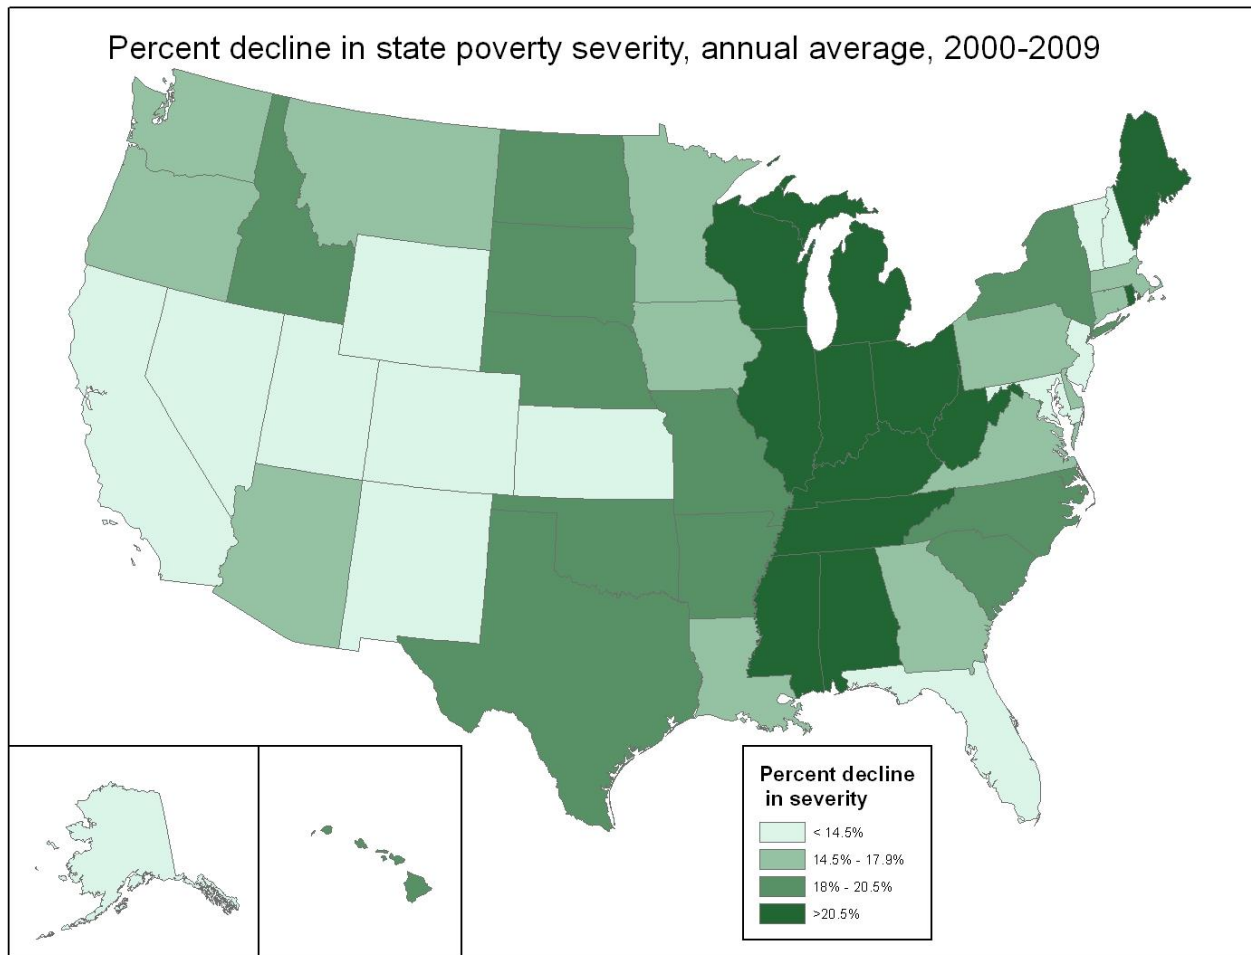 Percent decline in state poverty severity, annual average, 2000-2009
Percent decline
in severity
< 14.5%
14.5% - 17.9%
18% - 20.5%
>20.5%